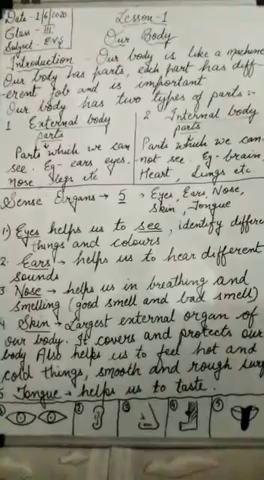 Date - 1/6/2020
Class - III
Subject - EVS
Lesson-1
Our Body
Introduction - Our body is like a machine
Our body has parts, each part has diff-
erent job and is important
Our body has two types of parts :-
1 External body parts
Parts which we can see. Eg - ears eyes. nose legs etc
2 Internal body parts
Parts which we can not see. Eg - brain, Heart, Lungs etc.
Sense Organs → 5 → Eyes, Ears, Nose,
Skin, Tongue
1) Eyes helps us to see, identify differe
things and colours
2. Ears → helps us to hear different
sounds
3 Nose → helps us in breathing and
smelling (good smell and bad smell)
4 Skin → Largest external organ of
our body. It covers and protects our
body Also helps us to feel hot and
cold things, smooth and rough surf
5 Tongue → helps us to taste.
① ② ③ ④ ⑤